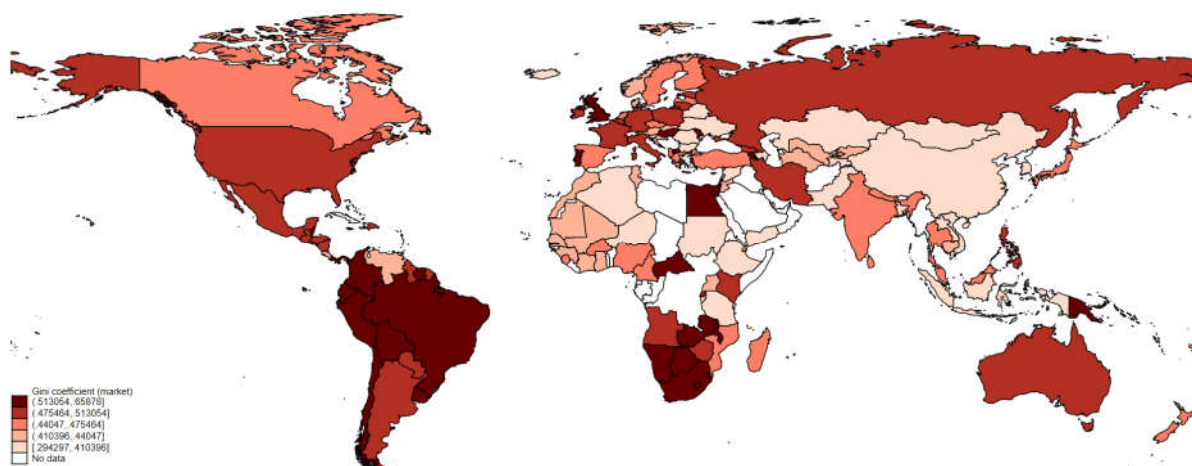 Gini coefficient (market)
(.513054,.65878]
(.475464,.513054]
(.44047,.475464]
(.410396,.44047]
[.294297,.410396]
No data